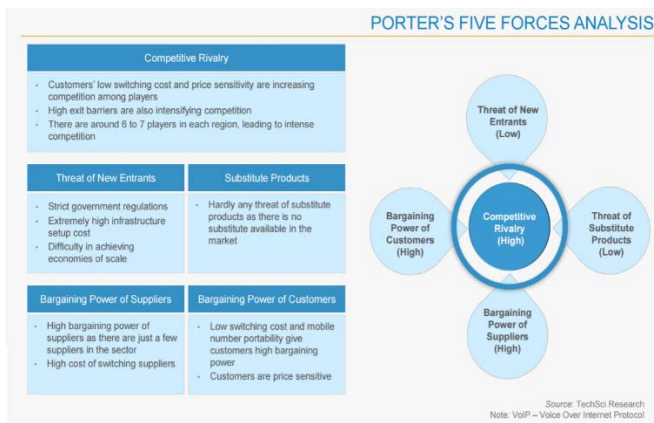 PORTER'S FIVE FORCES ANALYSIS
Competitive Rivalry
- Customers' low switching cost and price sensitivity are increasing
competition among players
- High exit barriers are also intensifying competition
- There are around 6 to 7 players in each region, leading to intense
competition
Threat of New Entrants
- Strict government regulations
- Extremely high infrastructure
setup cost
- Difficulty in achieving
economies of scale
Substitute Products
- Hardly any threat of substitute
products as there is no
substitute available in the
market
Bargaining Power of Suppliers
- High bargaining power of
suppliers as there are just a few
suppliers in the sector
- High cost of switching suppliers
Bargaining Power of Customers
- Low switching cost and mobile
number portability give
customers high bargaining
power
- Customers are price sensitive
Threat of New
Entrants
(Low)
Bargaining
Power of
Customers
(High)
Competitive
Rivalry
(High)
Threat of
Substitute
Products
(Low)
Bargaining
Power of
Suppliers
(High)
Source: TechSci Research
Note: VoIP – Voice Over Internet Protocol